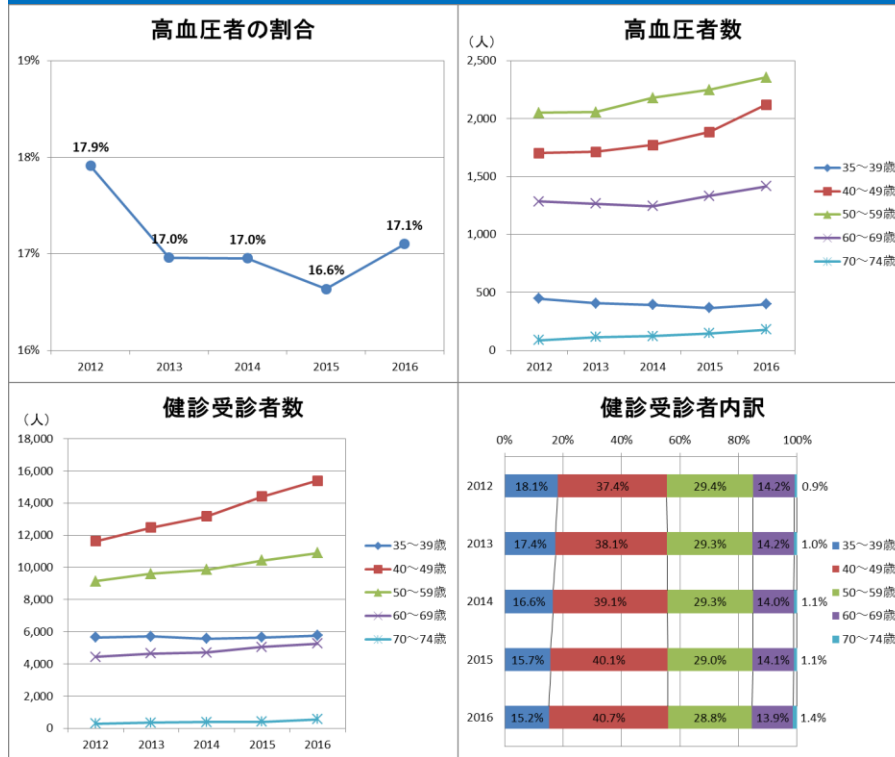 高血圧者の割合
19%
18%
17%
16%
17.9%
17.0%
17.0%
16.6%
17.1%
2012 2013 2014 2015 2016
高血圧者数
（人）
2,500
2,000
1,500
1,000
500
0
2012 2013 2014 2015 2016
35～39歳
40～49歳
50～59歳
60～69歳
70～74歳
健診受診者数
（人）
18,000
16,000
14,000
12,000
10,000
8,000
6,000
4,000
2,000
0
2012 2013 2014 2015 2016
35～39歳
40～49歳
50～59歳
60～69歳
70～74歳
健診受診者内訳
0% 20% 40% 60% 80% 100%
2012 18.1% 37.4% 29.4% 14.2% 0.9%
2013 17.4% 38.1% 29.3% 14.2% 1.0%
2014 16.6% 39.1% 29.3% 14.0% 1.1%
2015 15.7% 40.1% 29.0% 14.1% 1.1%
2016 15.2% 40.7% 28.8% 13.9% 1.4%
35～39歳
40～49歳
50～59歳
60～69歳
70～74歳